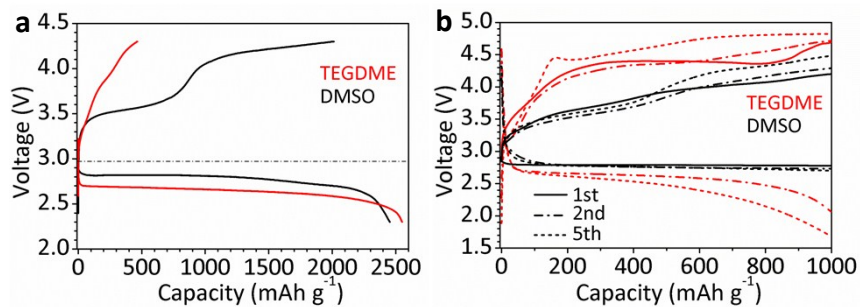 a
4.5
4.0
3.5
3.0
2.5
2.0
Voltage (V)
TEGDME
DMSO
0 500 1000 1500 2000 2500
Capacity (mAh g⁻¹)
b
5.0
4.5
4.0
3.5
3.0
2.5
2.0
1.5
Voltage (V)
TEGDME
DMSO
1st
2nd
5th
0 200 400 600 800 1000
Capacity (mAh g⁻¹)